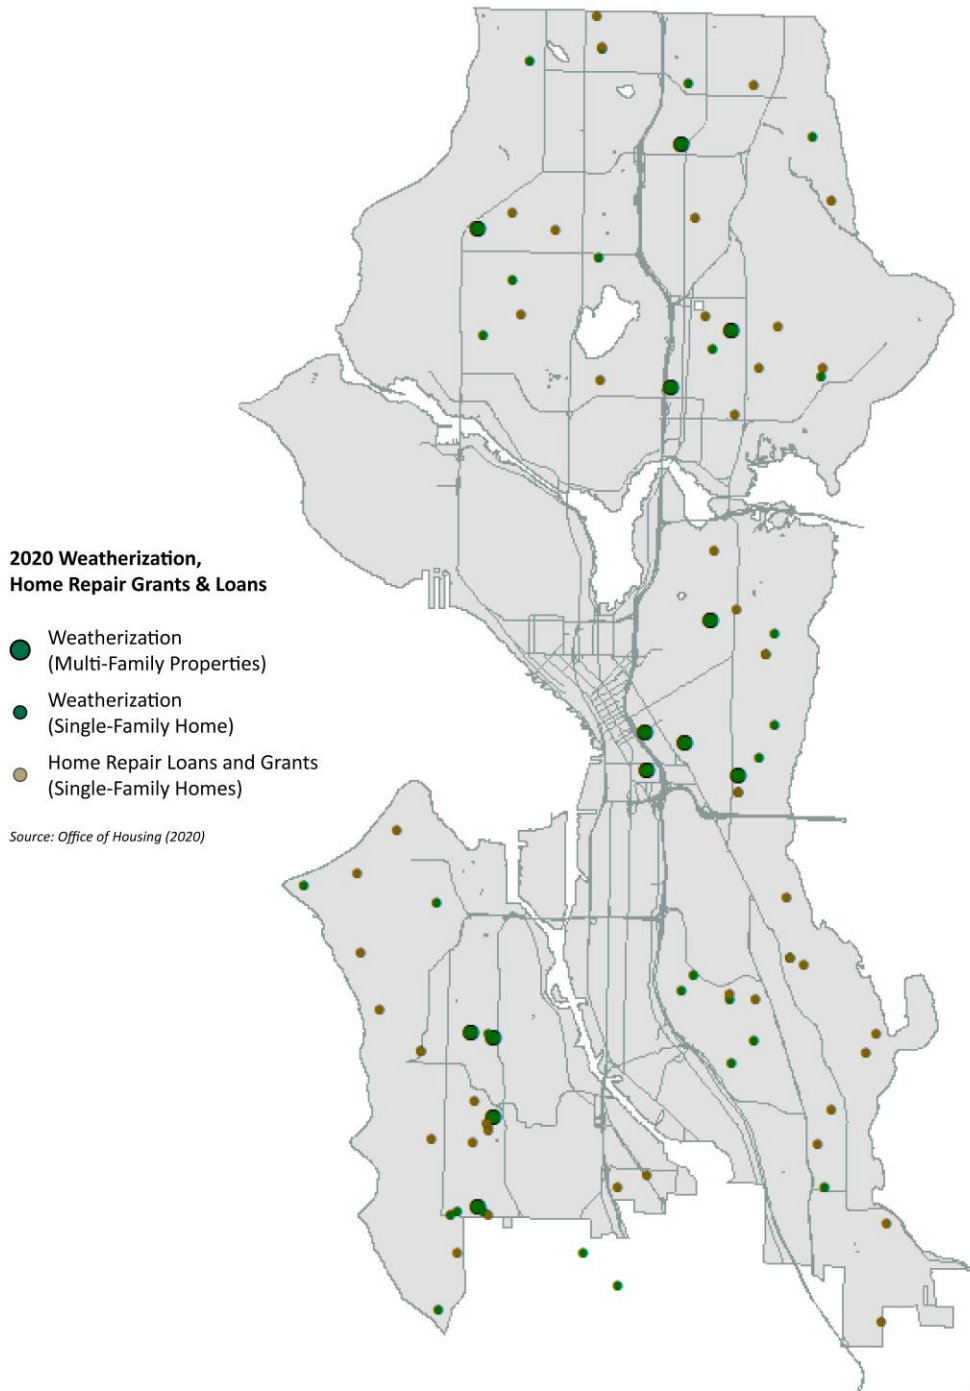 2020 Weatherization,
Home Repair Grants & Loans
Weatherization
(Multi-Family Properties)
Weatherization
(Single-Family Home)
Home Repair Loans and Grants
(Single-Family Homes)
Source: Office of Housing (2020)